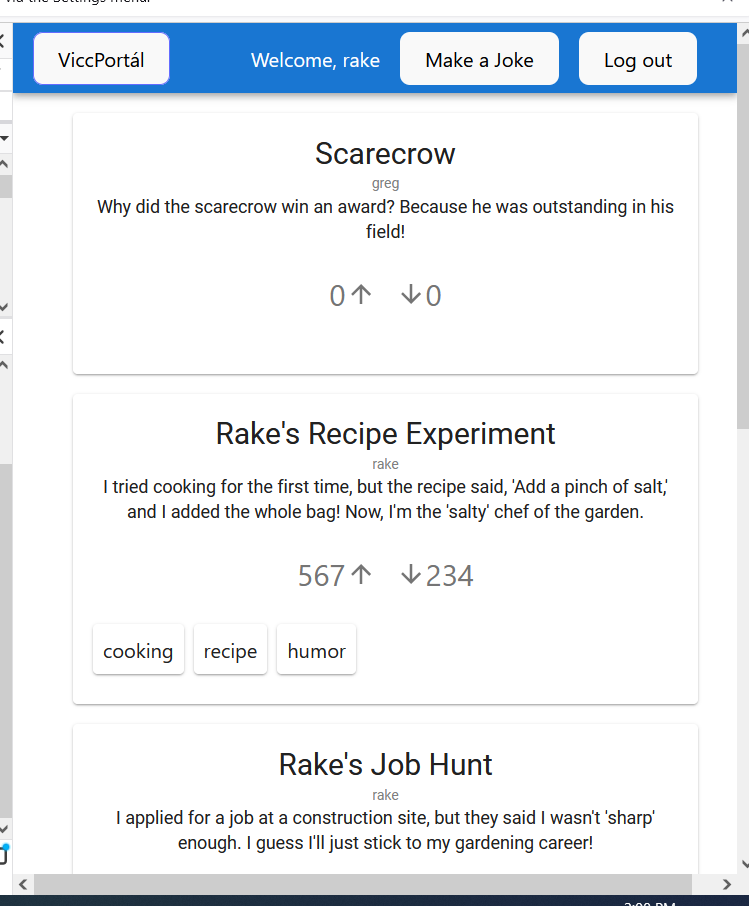 via the Settings menu.
ViccPortál
Welcome, rake
Make a Joke
Log out
Scarecrow
greg
Why did the scarecrow win an award? Because he was outstanding in his
field!
0
0
Rake's Recipe Experiment
rake
I tried cooking for the first time, but the recipe said, 'Add a pinch of salt,'
and I added the whole bag! Now, I'm the 'salty' chef of the garden.
567
234
cooking
recipe
humor
Rake's Job Hunt
rake
I applied for a job at a construction site, but they said I wasn't 'sharp'
enough. I guess I'll just stick to my gardening career!